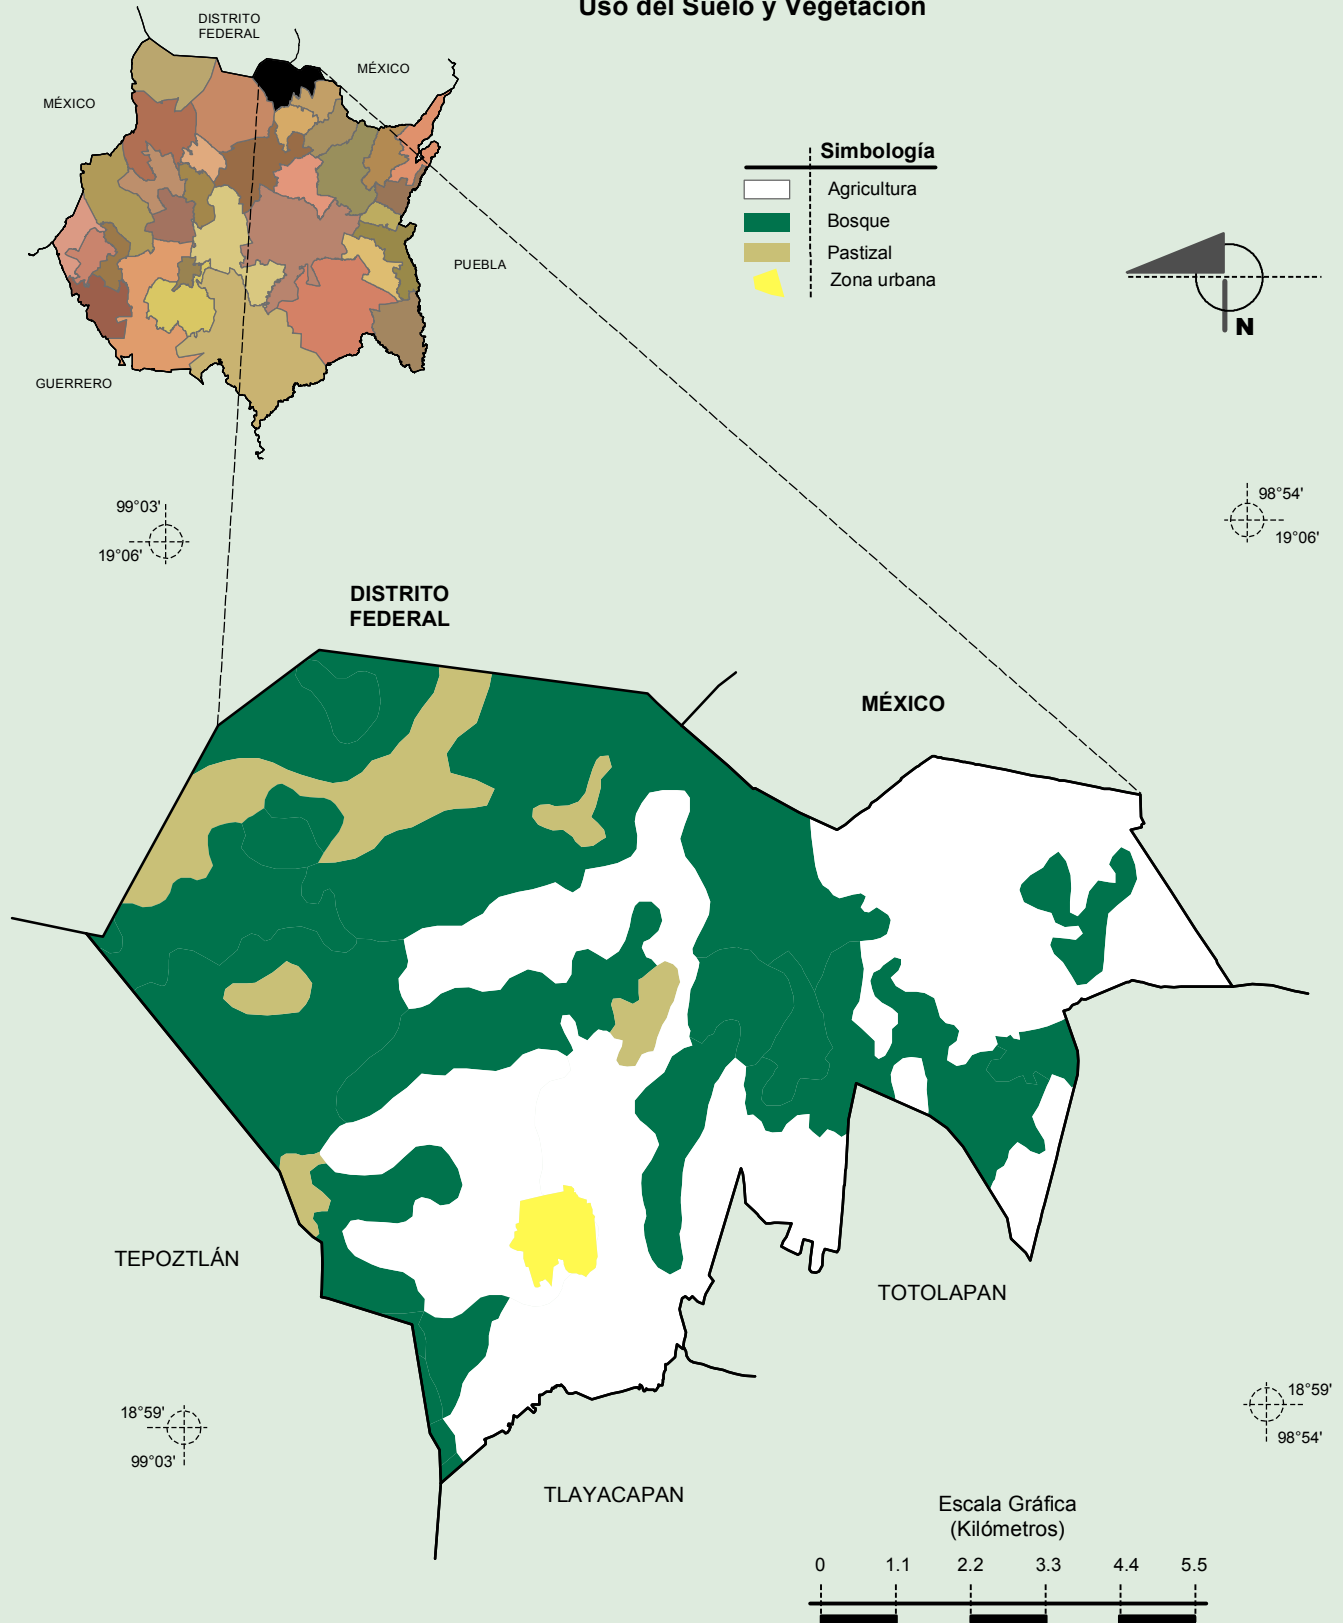 Uso del Suelo y Vegetación
DISTRITO
FEDERAL
MÉXICO
MÉXICO
PUEBLA
GUERRERO
Simbología
Agricultura
Bosque
Pastizal
Zona urbana
N
99°03'
19°06'
98°54'
19°06'
DISTRITO
FEDERAL
MÉXICO
TEPOZTLÁN
TOTOLAPAN
TLAYACAPAN
18°59'
99°03'
18°59'
98°54'
Escala Gráfica
(Kilómetros)
0 1.1 2.2 3.3 4.4 5.5